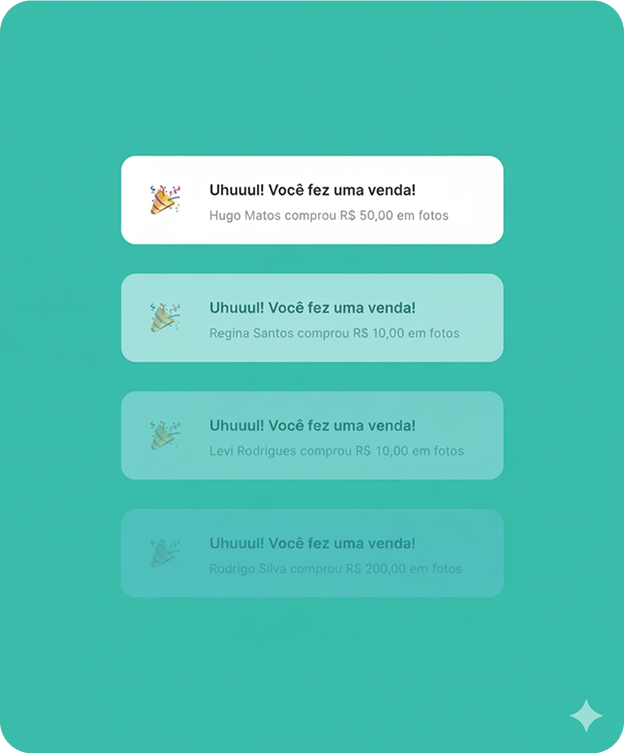 Uhuuul! Você fez uma venda!
Hugo Matos comprou R$ 50,00 em fotos
Uhuuul! Você fez uma venda!
Regina Santos comprou R$ 10,00 em fotos
Uhuuul! Você fez uma venda!
Levi Rodrigues comprou R$ 10,00 em fotos
Uhuuul! Você fez uma venda!
Rodrigo Silva comprou R$ 200,00 em fotos